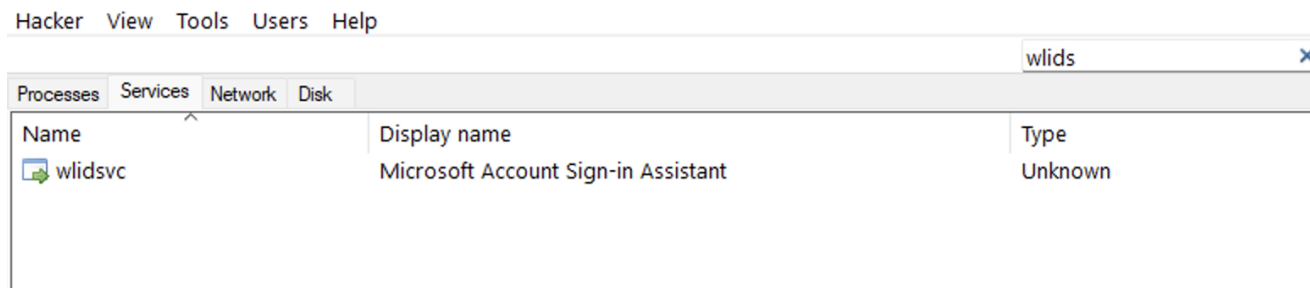 Hacker View Tools Users Help
wlids
Processes Services Network Disk
Name Display name Type
wlidsvc Microsoft Account Sign-in Assistant Unknown